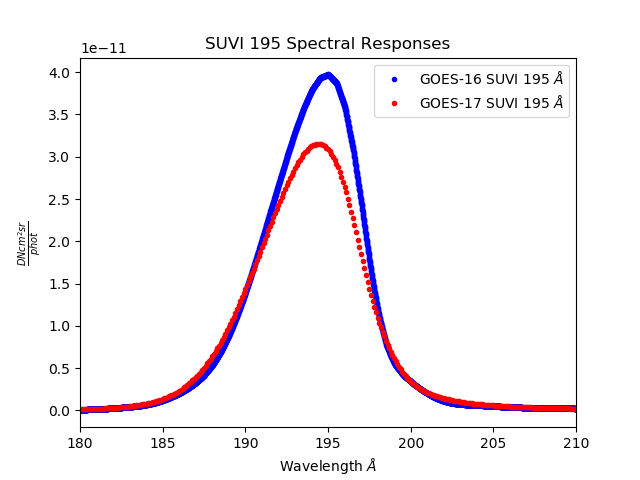 SUVI 195 Spectral Responses
1e−11
4.0
3.5
3.0
2.5
2.0
1.5
1.0
0.5
0.0
DNcm²sr
phot
GOES-16 SUVI 195 Å
GOES-17 SUVI 195 Å
180 185 190 195 200 205 210
Wavelength Å